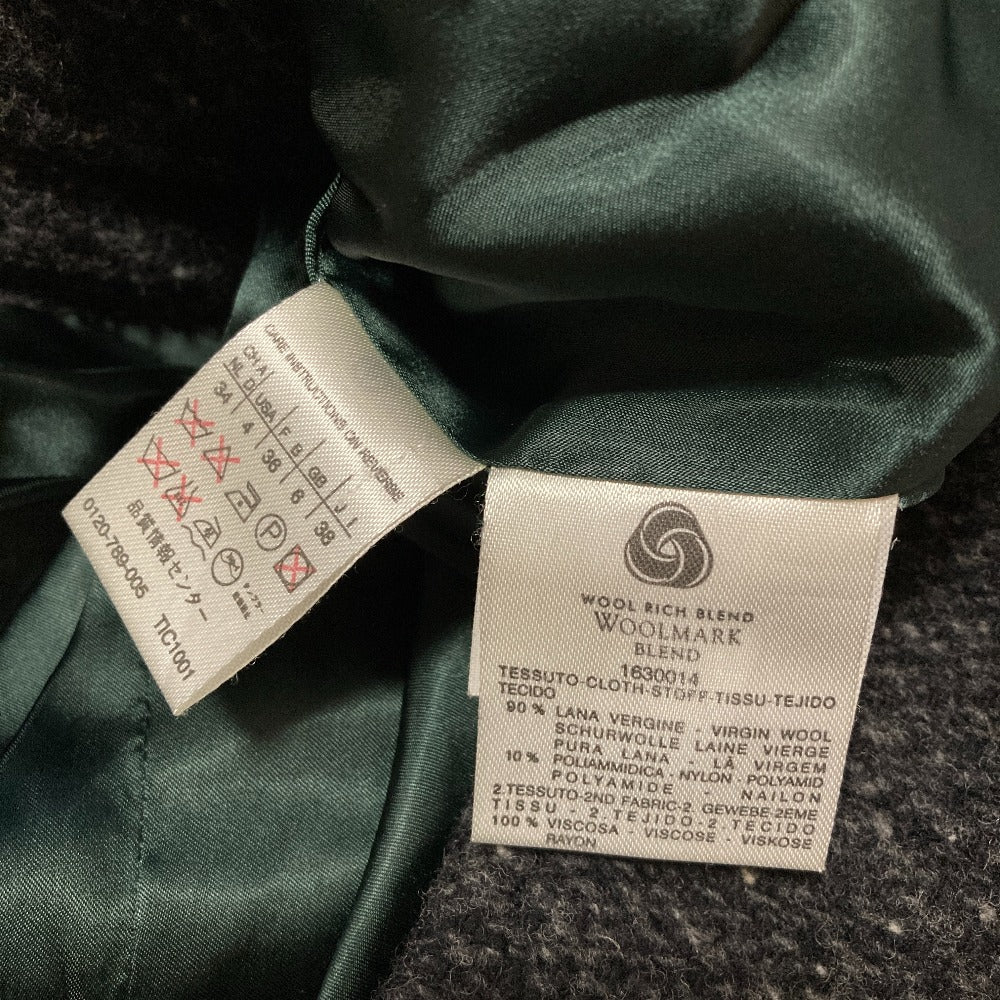 CARE INSTRUCTIONS ON REVERSE
CH.A
NL D USA F B GB J I
34 4 36 6 38
P
品質情報センター
0120-789-005 TIC1001
WOOL RICH BLEND
WOOLMARK
BLEND
1630014
TESSUTO-CLOTH-STOFF-TISSU-TEJIDO
TECIDO
90 % LANA VERGINE - VIRGIN WOOL
SCHURWOLLE LAINE VIERGE
PURA LANA - LÀ VIRGEM
10 % POLIAMMIDICA - NYLON - POLYAMID
POLYAMIDE - NAILON
2.TESSUTO-2ND FABRIC-2. GEWEBE-2EME
TISSU - 2.TEJIDO-2.TECIDO
100 % VISCOSA - VISCOSE - VISKOSE
RAYON